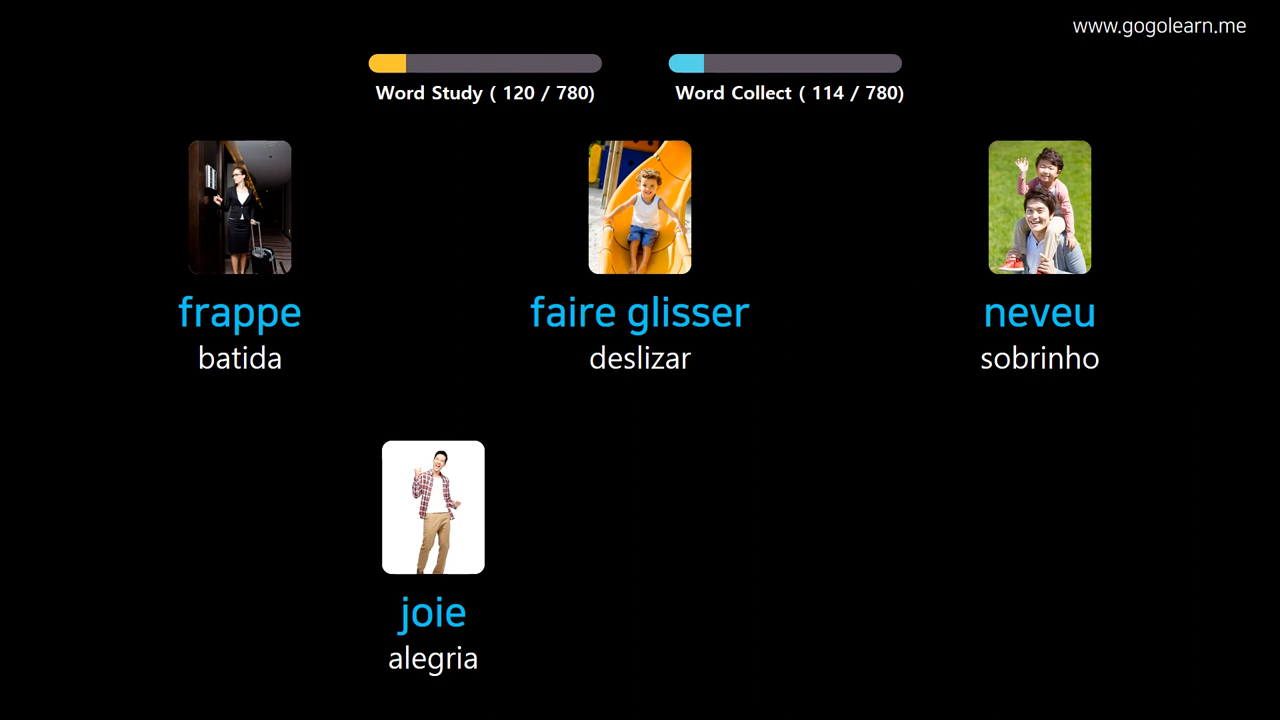 www.gogolearn.me
Word Study ( 120 / 780)
Word Collect ( 114 / 780)
frappe
batida
faire glisser
deslizar
neveu
sobrinho
joie
alegria